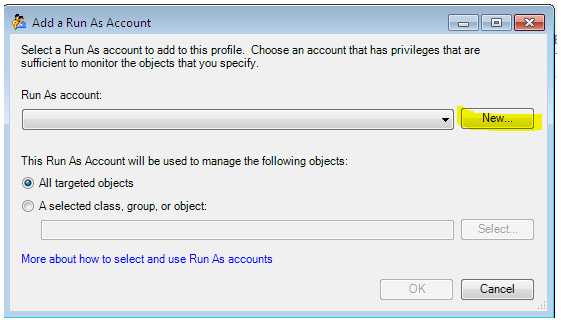 Add a Run As Account
Select a Run As account to add to this profile.  Choose an account that has privileges that are
sufficient to monitor the objects that you specify.
Run As account:
New...
This Run As Account will be used to manage the following objects:
All targeted objects
A selected class, group, or object:
Select...
More about how to select and use Run As accounts
OK
Cancel